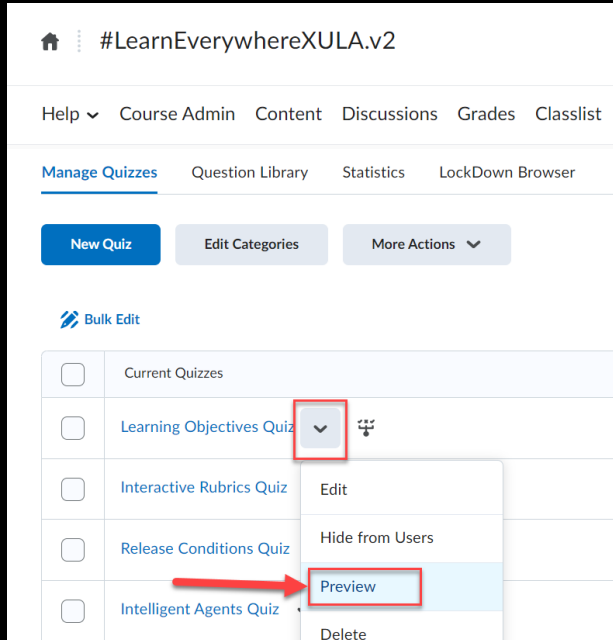 #LearnEverywhereXULA.v2
Help Course Admin Content Discussions Grades Classlist
Manage Quizzes Question Library Statistics LockDown Browser
New Quiz Edit Categories More Actions
Bulk Edit
Current Quizzes
Learning Objectives Quiz
Edit
Interactive Rubrics Quiz
Hide from Users
Release Conditions Quiz
Preview
Intelligent Agents Quiz
Delete